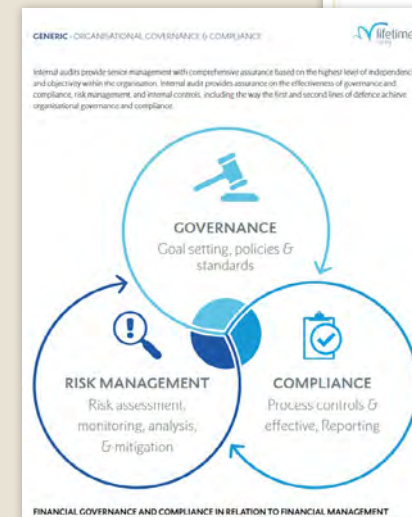 GENERIC - ORGANISATIONAL GOVERNANCE & COMPLIANCE
lifetime
Internal audits provide senior management with comprehensive assurance based on the highest level of independence
and objectivity within the organisation. Internal audit provides assurance on the effectiveness of governance and
compliance, risk management, and internal controls, including the way the first and second lines of defence achieve
organisational governance and compliance.
GOVERNANCE
Goal setting, policies &
standards
RISK MANAGEMENT
Risk assessment,
monitoring, analysis,
& mitigation
COMPLIANCE
Process controls &
effective, Reporting
FINANCIAL GOVERNANCE AND COMPLIANCE IN RELATION TO FINANCIAL MANAGEMENT